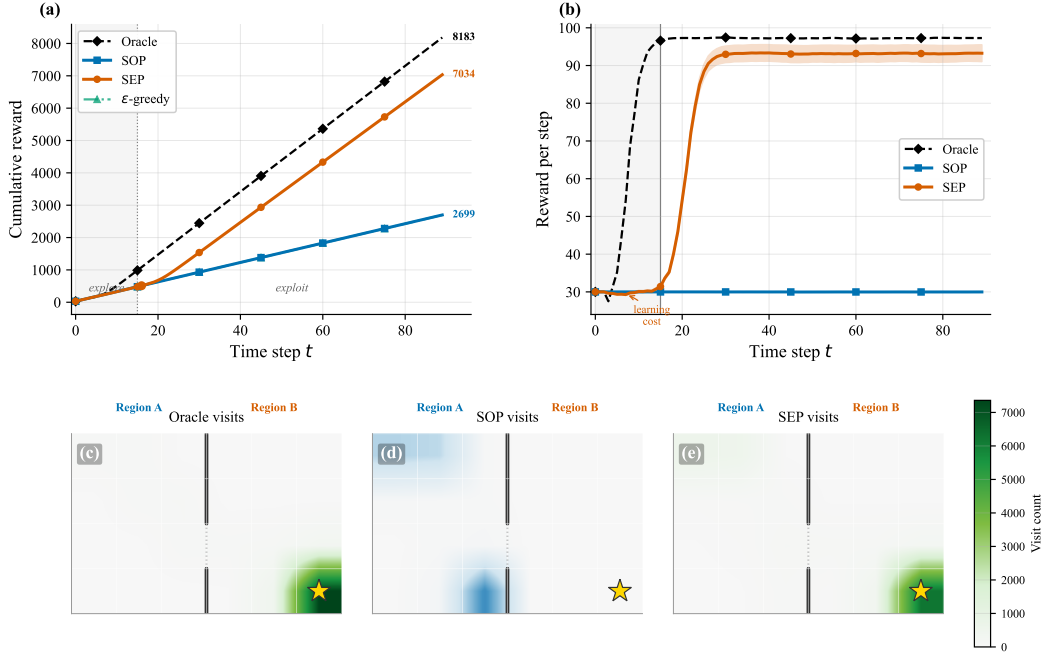 (a)
Cumulative reward
8000
7000
6000
5000
4000
3000
2000
1000
0
Oracle
SOP
SEP
ε-greedy
8183
7034
2699
explore
exploit
0
20
40
60
80
Time step t
(b)
Reward per step
100
90
80
70
60
50
40
30
Oracle
SOP
SEP
learning
cost
0
20
40
60
80
Time step t
Region A
Region B
Oracle visits
(c)
Region A
Region B
SOP visits
(d)
Region A
Region B
SEP visits
(e)
7000
6000
5000
4000
3000
2000
1000
0
Visit count